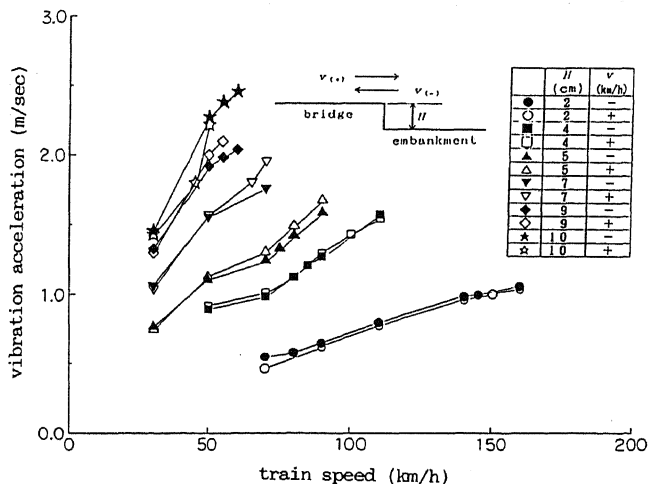 3.0
2.0
1.0
0.0
0
50
100
150
200
vibration acceleration (m/sec)
train speed (km/h)
v(+)
v(-)
bridge
H
embankment
H v
(cm) (km/h)
2 −
2 +
4 −
4 +
5 −
5 +
7 −
7 +
9 −
9 +
10 −
10 +